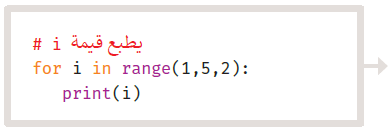 # i يطبع قيمة
for i in range(1,5,2):
    print(i)